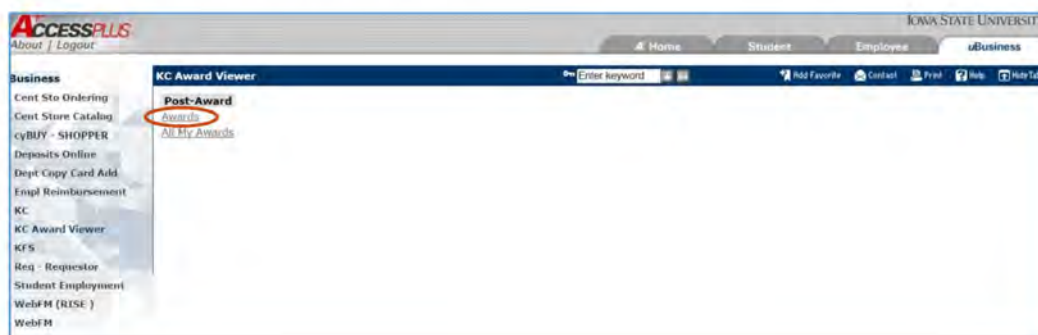 IOWA STATE UNIVERSIT
ACCESSPLUS
About | Logout
A Home
Student
Employee
uBusiness
Business
KC Award Viewer
Enter keyword
Add Favorite
Contact
Print
Help
Hide Tab
Cent Sto Ordering
Cent Store Catalog
cyBUY - SHOPPER
Deposits Online
Dept Copy Card Add
Empl Reimbursement
KC
KC Award Viewer
KFS
Req - Requestor
Student Employment
WebFM (RISE )
WebFM
Post-Award
Awards
All My Awards